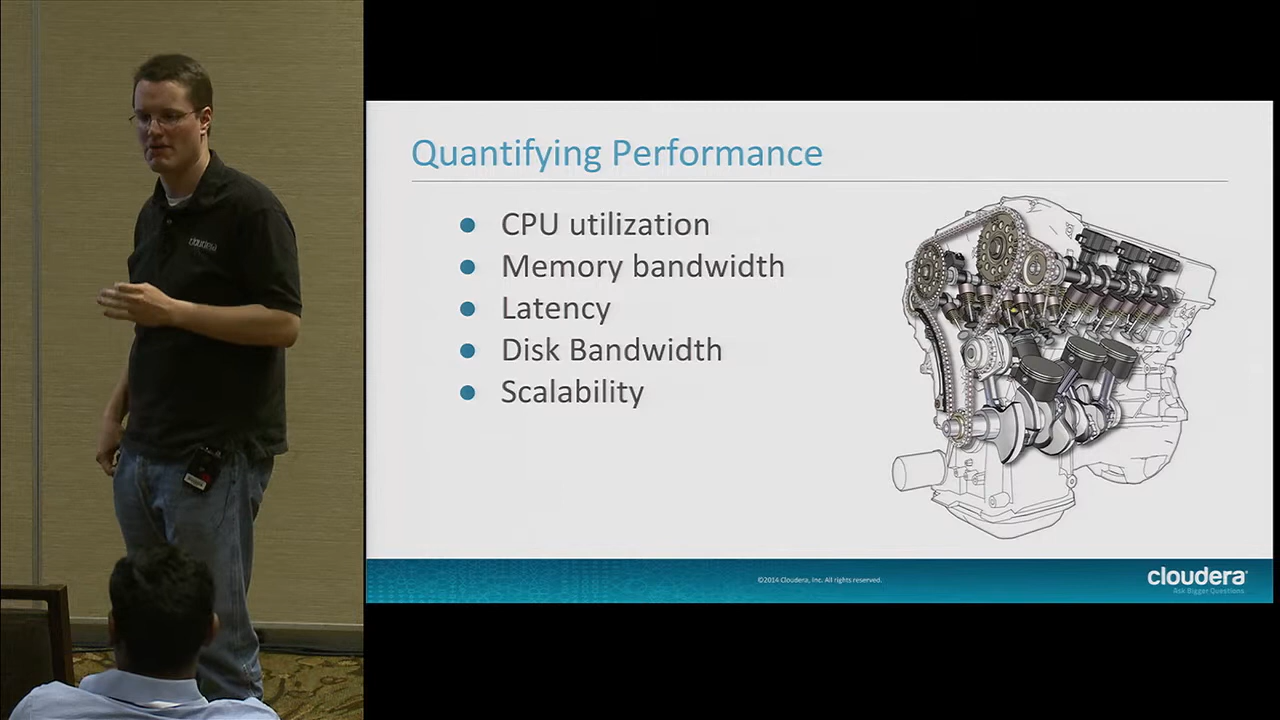 cloudera
Quantifying Performance
● CPU utilization
● Memory bandwidth
● Latency
● Disk Bandwidth
● Scalability
©2014 Cloudera, Inc. All rights reserved.
cloudera
Ask Bigger Questions